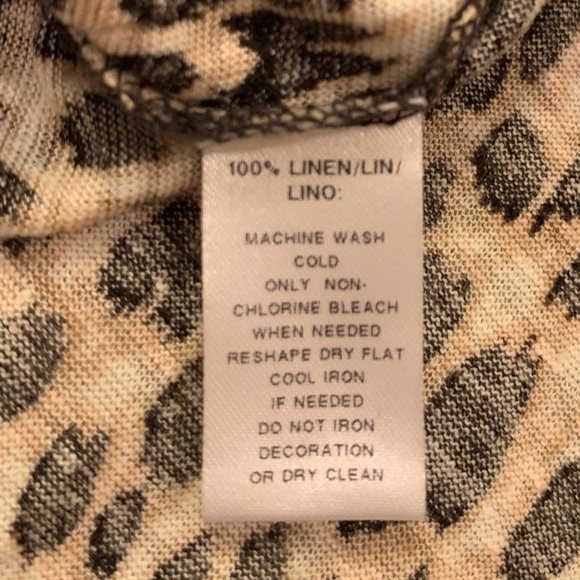 100% LINEN/LIN/
LINO:
MACHINE WASH
COLD
ONLY NON-
CHLORINE BLEACH
WHEN NEEDED
RESHAPE DRY FLAT
COOL IRON
IF NEEDED
DO NOT IRON
DECORATION
OR DRY CLEAN